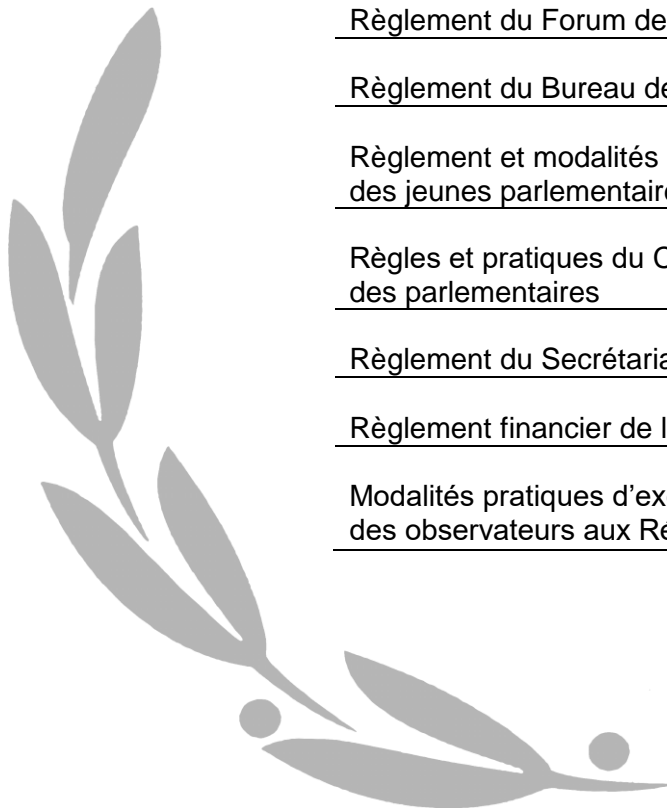 Règlement du Forum de
Règlement du Bureau de
Règlement et modalités
des jeunes parlementaire
Règles et pratiques du C
des parlementaires
Règlement du Secrétaria
Règlement financier de l
Modalités pratiques d'ex
des observateurs aux Ré